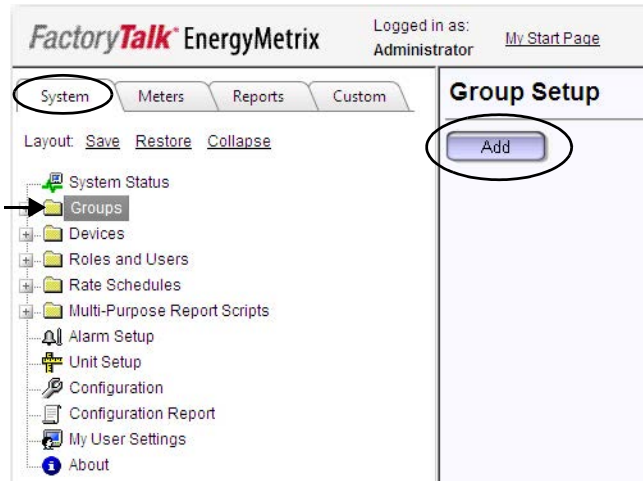 FactoryTalk EnergyMetrix
Logged in as:
Administrator
My Start Page
System Meters Reports Custom
Layout: Save Restore Collapse
System Status
Groups
Devices
Roles and Users
Rate Schedules
Multi-Purpose Report Scripts
Alarm Setup
Unit Setup
Configuration
Configuration Report
My User Settings
About
Group Setup
Add